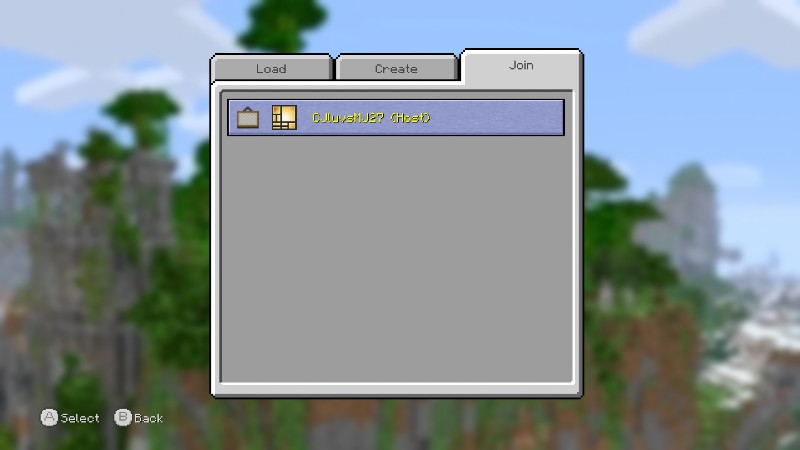 Load
Create
Join
CJluvsMJ27 (Host)
A Select
B Back